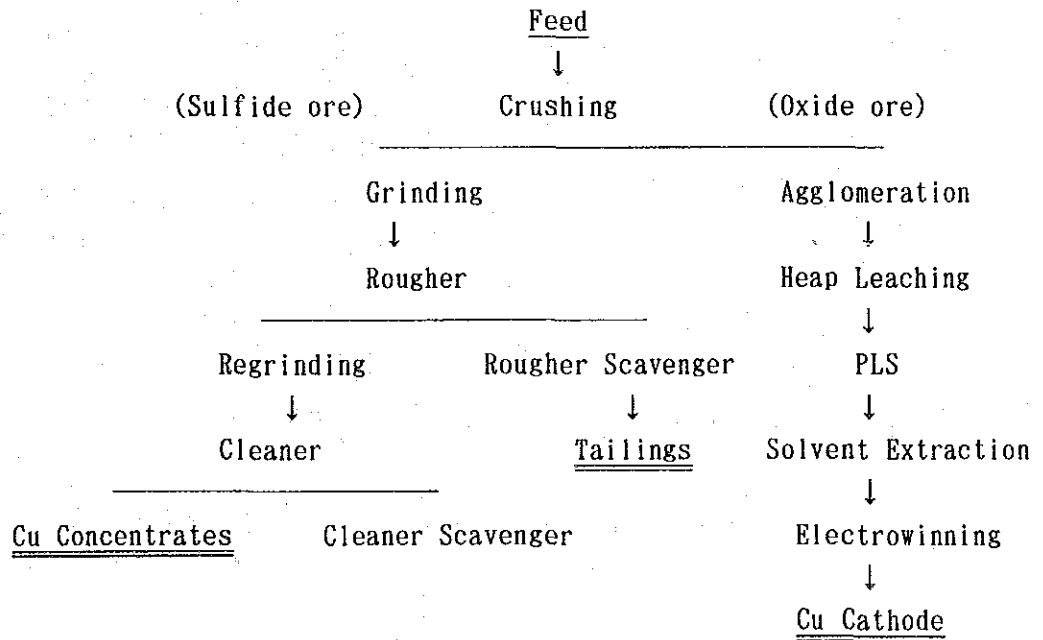 Feed
↓
(Sulfide ore) Crushing (Oxide ore)
Grinding Agglomeration
↓ ↓
Rougher Heap Leaching
↓
Regrinding Rougher Scavenger PLS
↓ ↓ ↓
Cleaner Tailings Solvent Extraction
↓
Cu Concentrates Cleaner Scavenger Electrowinning
↓
Cu Cathode